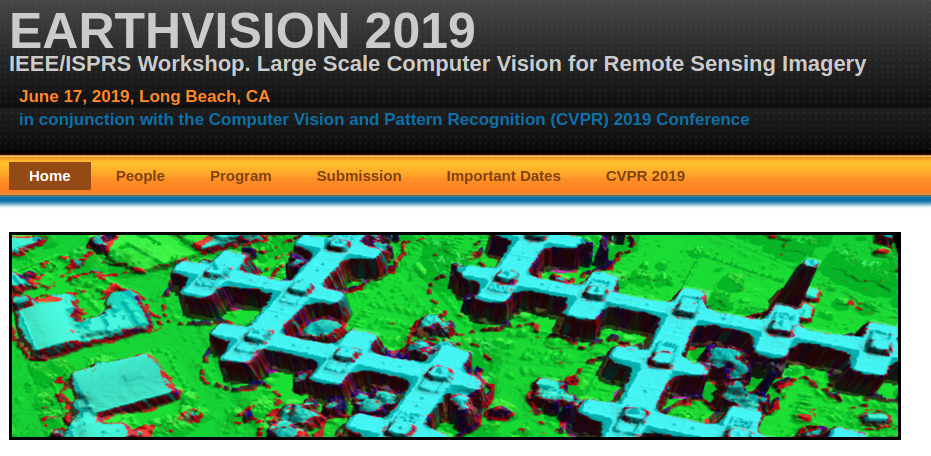 EARTHVISION 2019
IEEE/ISPRS Workshop. Large Scale Computer Vision for Remote Sensing Imagery
June 17, 2019, Long Beach, CA
in conjunction with the Computer Vision and Pattern Recognition (CVPR) 2019 Conference
Home People Program Submission Important Dates CVPR 2019